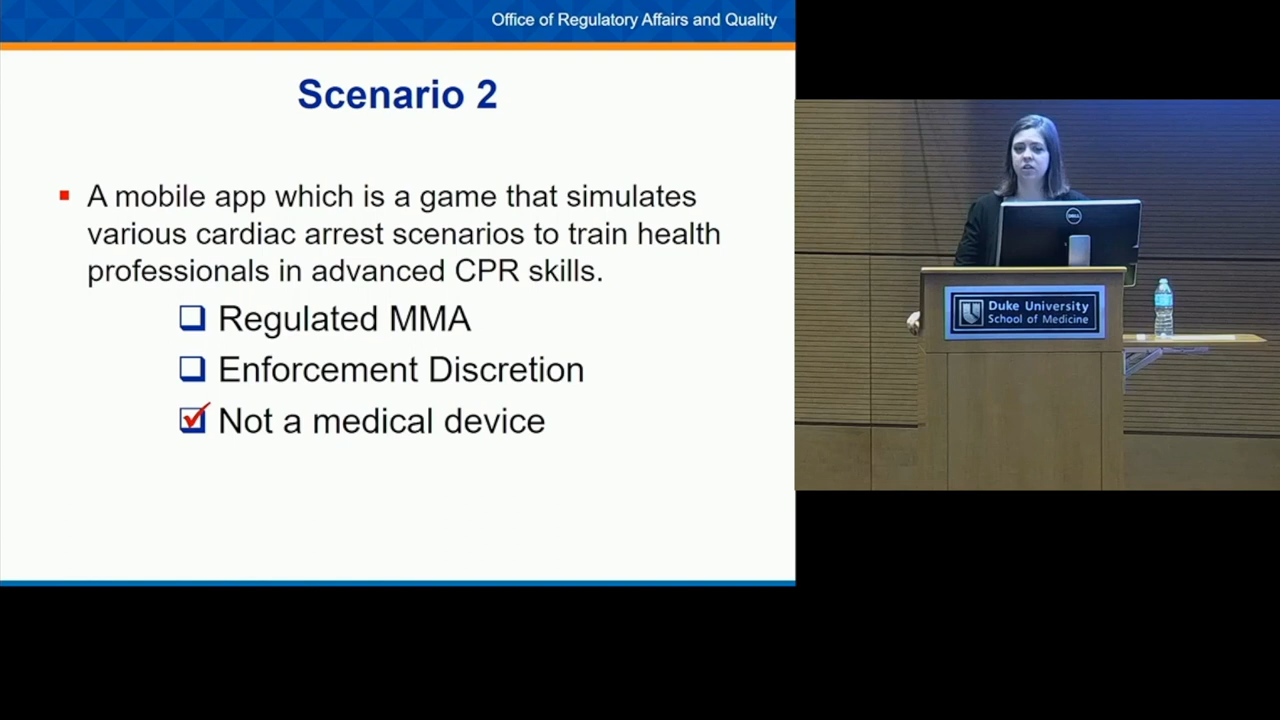 Office of Regulatory Affairs and Quality
Scenario 2
A mobile app which is a game that simulates
various cardiac arrest scenarios to train health
professionals in advanced CPR skills.
Regulated MMA
Enforcement Discretion
Not a medical device
DELL
Duke University
School of Medicine